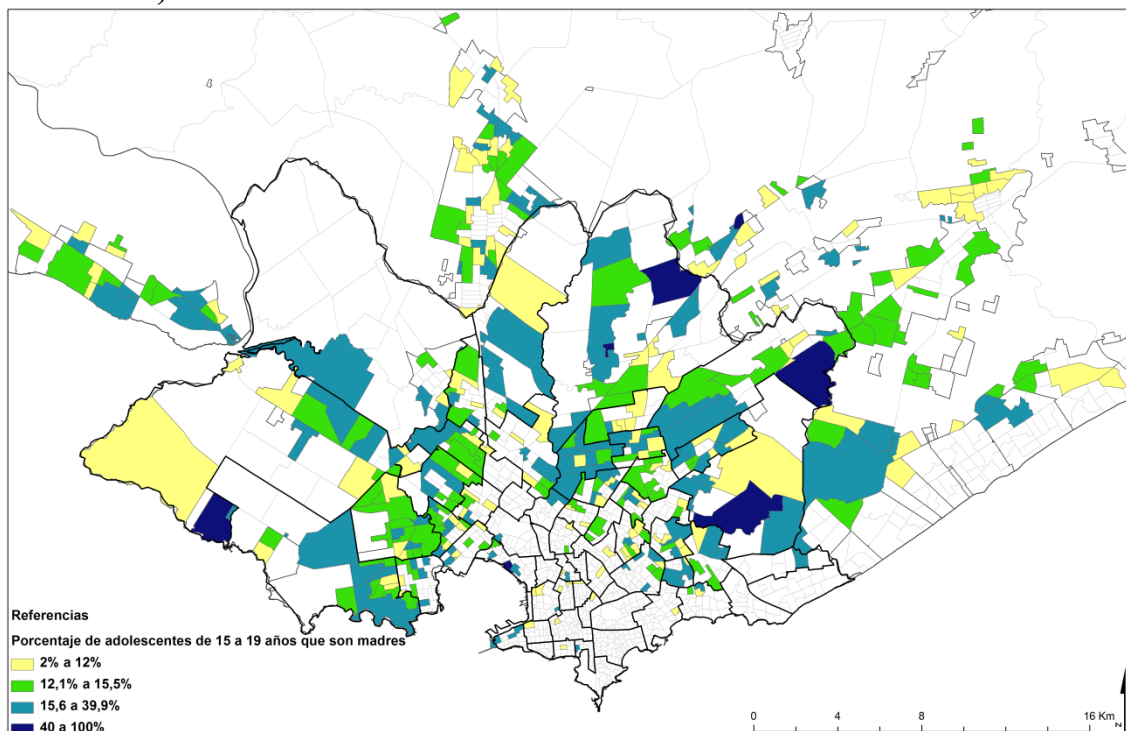 Referencias
Porcentaje de adolescentes de 15 a 19 años que son madres
2% a 12%
12,1% a 15,5%
15,6 a 39,9%
40 a 100%
0 4 8 16 Km
N